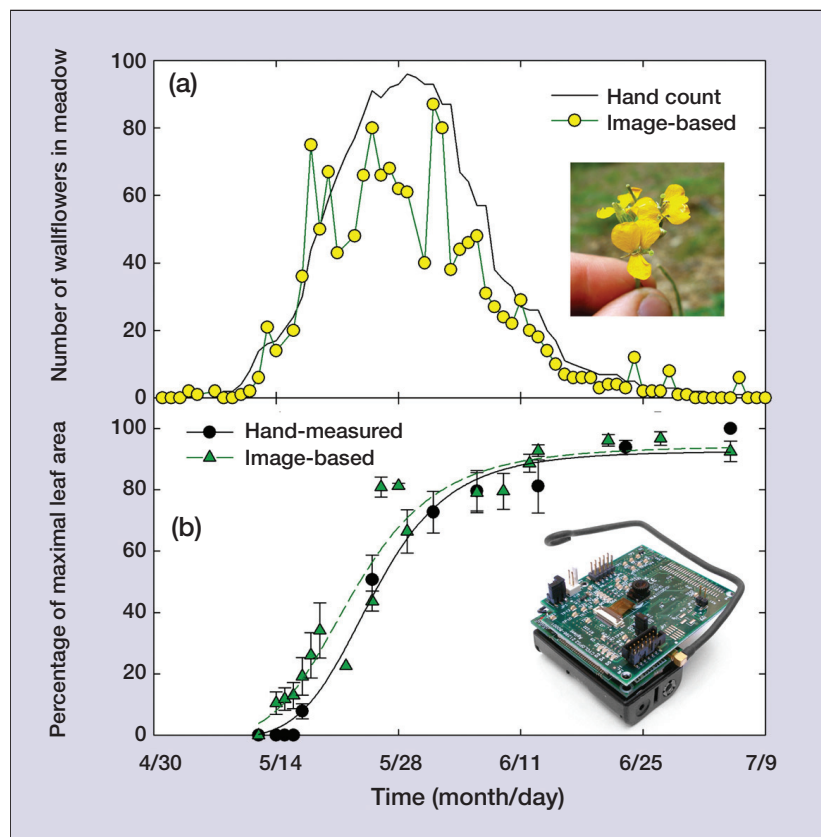 (a)
Hand count
Image-based
Number of wallflowers in meadow
100
80
60
40
20
0
Hand-measured
Image-based
(b)
Percentage of maximal leaf area
100
80
60
40
20
0
4/30
5/14
5/28
6/11
6/25
7/9
Time (month/day)